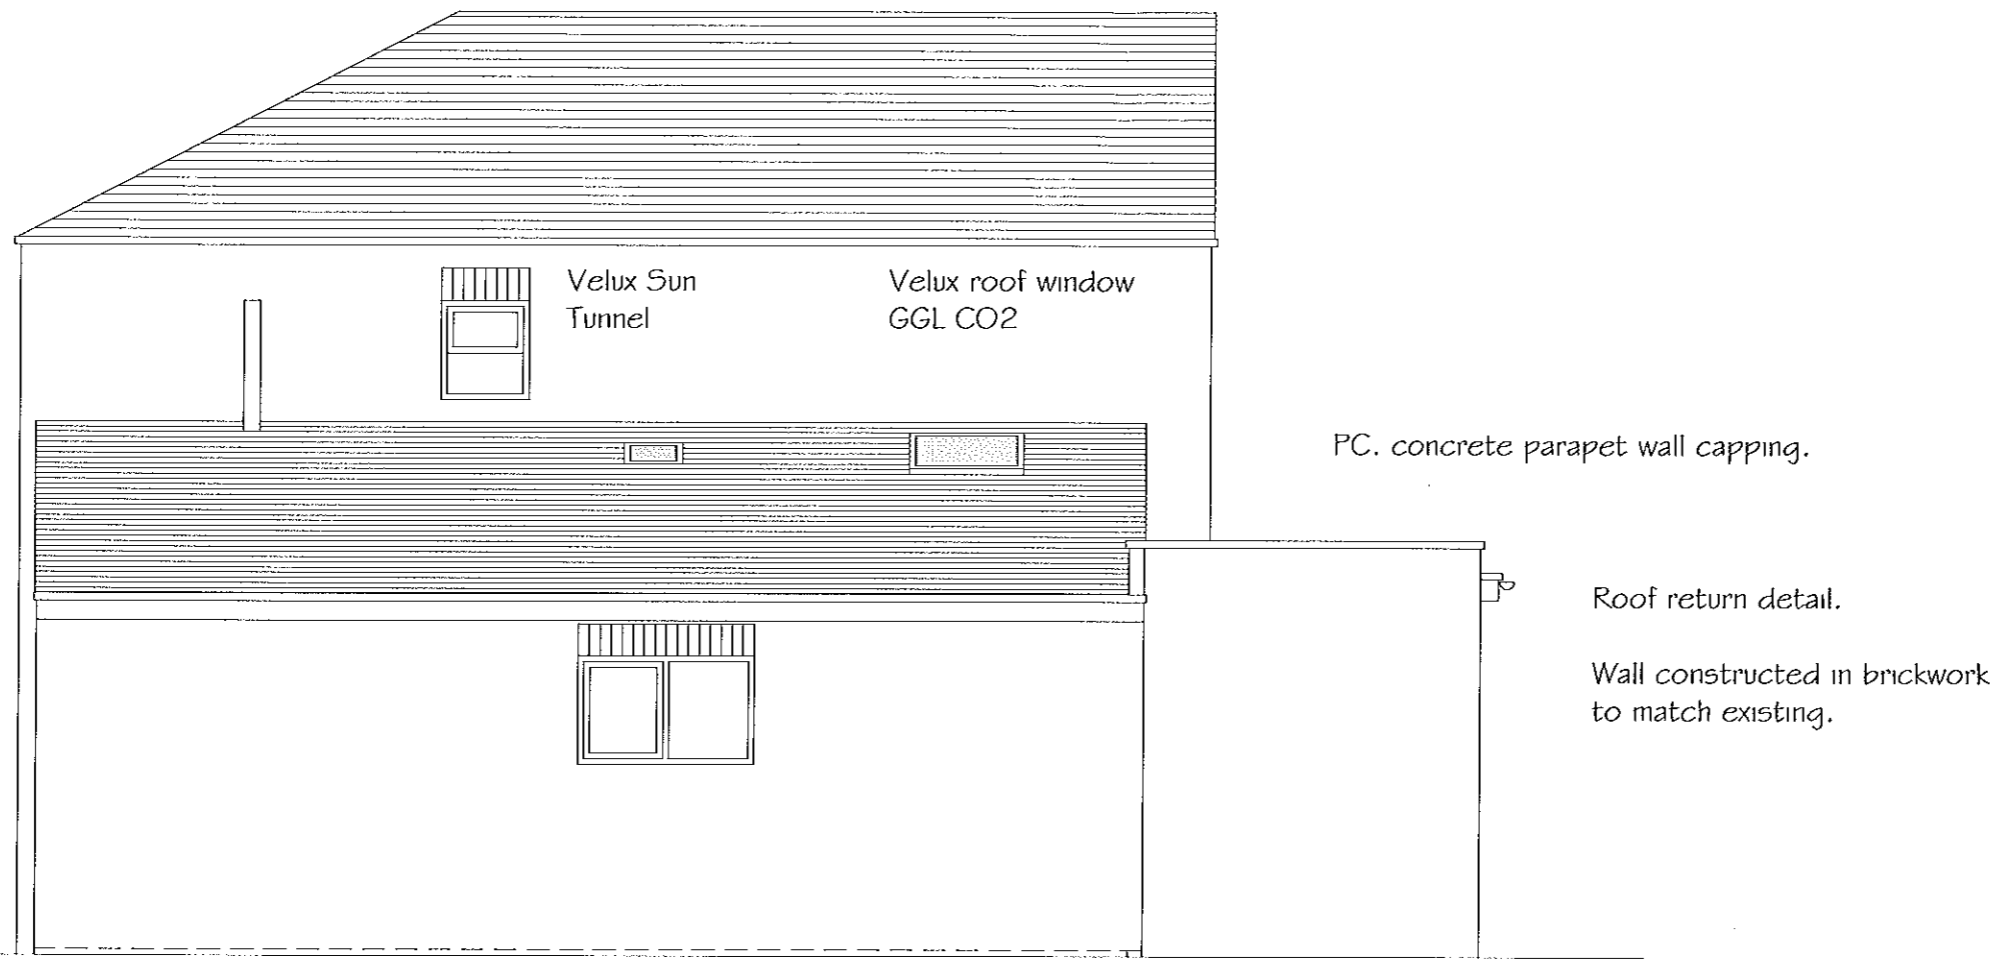 Velux Sun
Tunnel
Velux roof window
GGL CO2
PC. concrete parapet wall capping.
Roof return detail.
Wall constructed in brickwork
to match existing.